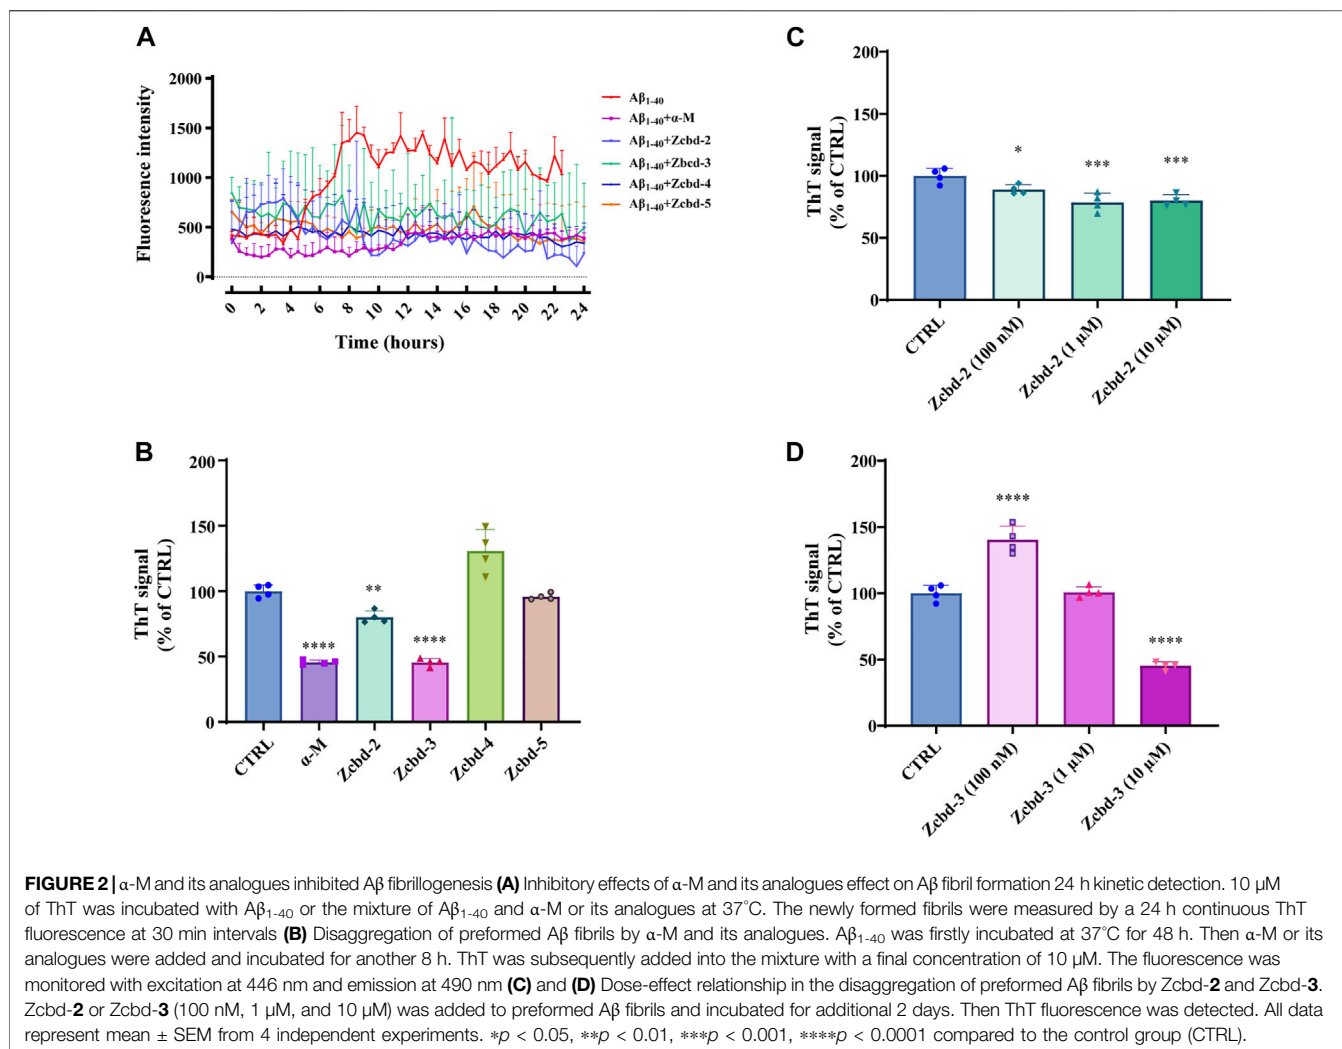 A
Fluorescence intensity
2000
1500
1000
500
0
0 2 4 6 8 10 12 14 16 18 20 22 24
Time (hours)
Aβ1-40
Aβ1-40+α-M
Aβ1-40+Zcbd-2
Aβ1-40+Zbcd-3
Aβ1-40+Zcbd-4
Aβ1-40+Zcbd-5
C
ThT signal
(% of CTRL)
200
150
100
50
0
*
***
***
CTRL
Zcbd-2 (100 nM)
Zcbd-2 (1 µM)
Zcbd-2 (10 µM)
B
ThT signal
(% of CTRL)
200
150
100
50
0
****
**
****
CTRL
α-M
Zcbd-2
Zcbd-3
Zcbd-4
Zcbd-5
D
ThT signal
(% of CTRL)
200
150
100
50
0
****
****
CTRL
Zcbd-3 (100 nM)
Zcbd-3 (1 µM)
Zcbd-3 (10 µM)
FIGURE 2 | α-M and its analogues inhibited Aβ fibrillogenesis (A) Inhibitory effects of α-M and its analogues effect on Aβ fibril formation 24 h kinetic detection. 10 µM
of ThT was incubated with Aβ1-40 or the mixture of Aβ1-40 and α-M or its analogues at 37°C. The newly formed fibrils were measured by a 24 h continuous ThT
fluorescence at 30 min intervals (B) Disaggregation of preformed Aβ fibrils by α-M and its analogues. Aβ1-40 was firstly incubated at 37°C for 48 h. Then α-M or its
analogues were added and incubated for another 8 h. ThT was subsequently added into the mixture with a final concentration of 10 µM. The fluorescence was
monitored with excitation at 446 nm and emission at 490 nm (C) and (D) Dose-effect relationship in the disaggregation of preformed Aβ fibrils by Zcbd-2 and Zcbd-3.
Zcbd-2 or Zcbd-3 (100 nM, 1 µM, and 10 µM) was added to preformed Aβ fibrils and incubated for additional 2 days. Then ThT fluorescence was detected. All data
represent mean ± SEM from 4 independent experiments. *p < 0.05, **p < 0.01, ***p < 0.001, ****p < 0.0001 compared to the control group (CTRL).